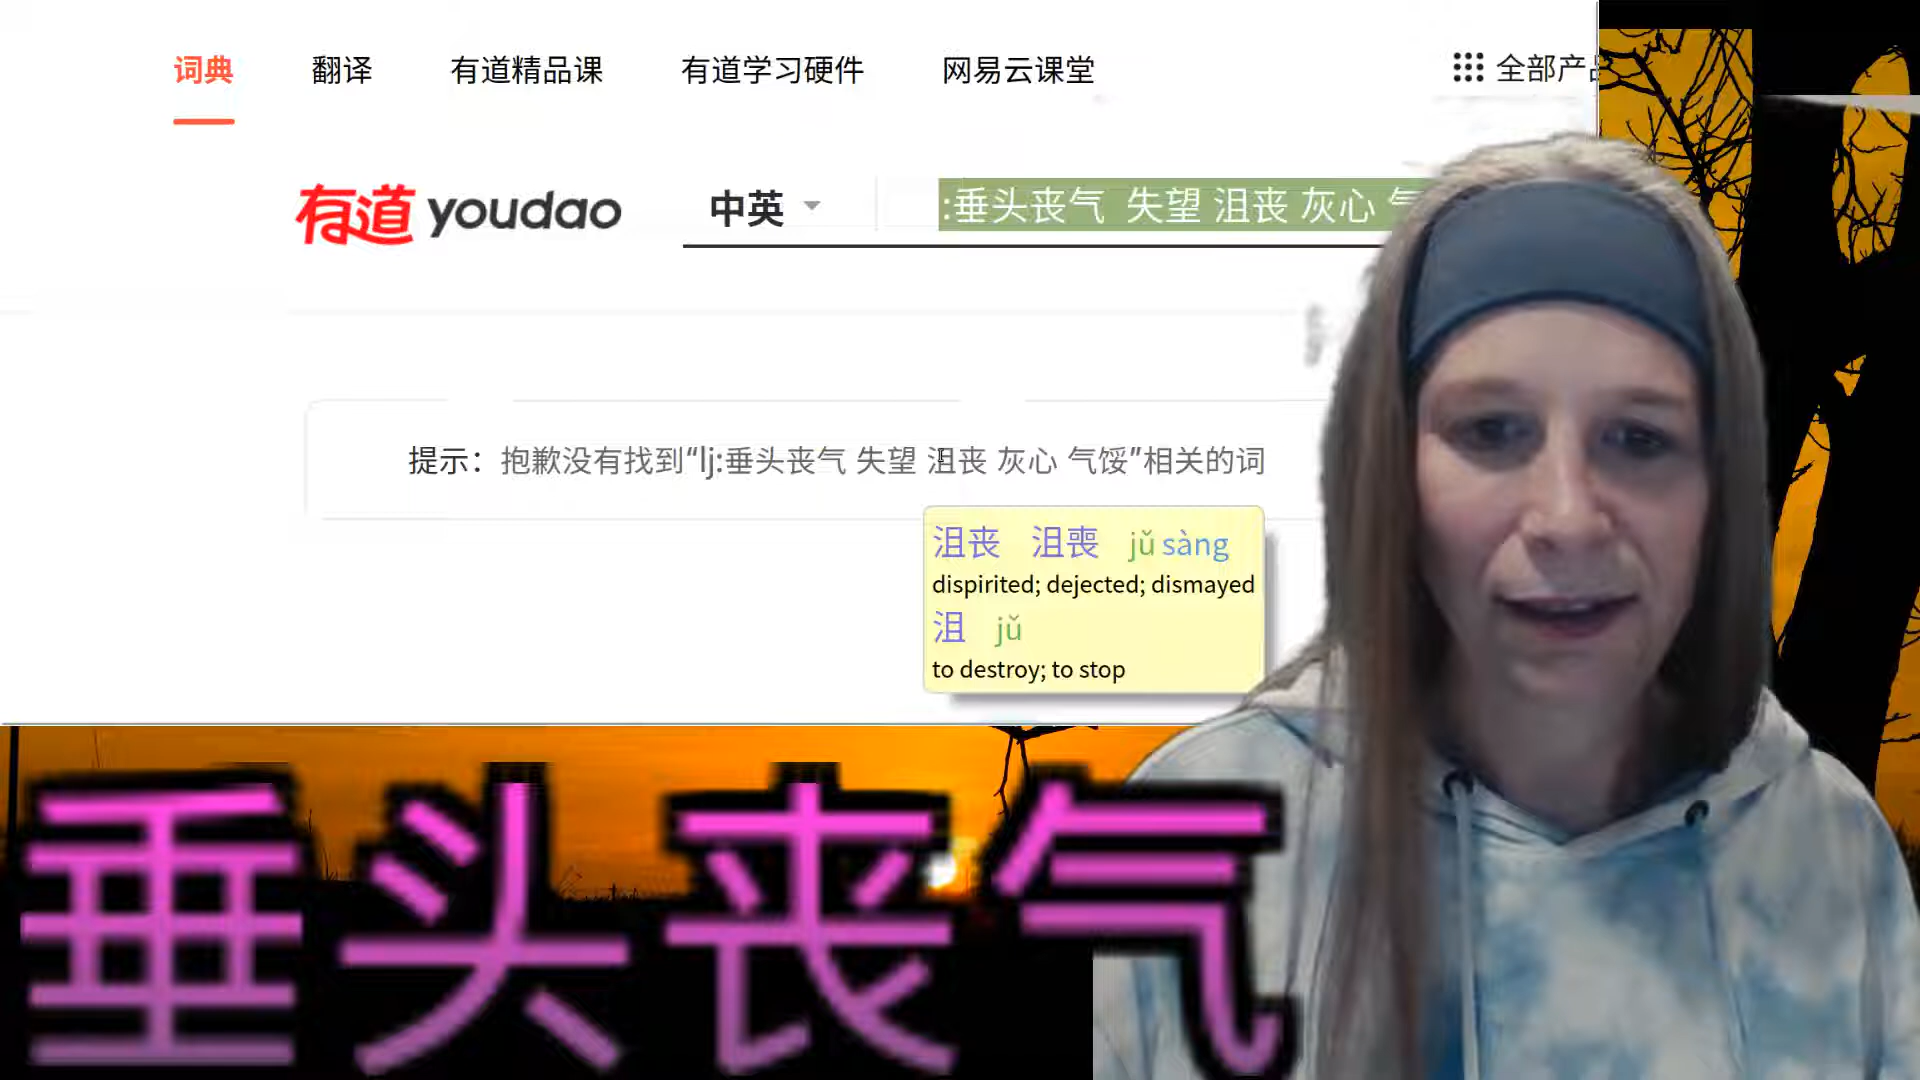 词典 翻译 有道精品课 有道学习硬件 网易云课堂 全部产品
有道 youdao 中英 :垂头丧气 失望 沮丧 灰心 气
提示：抱歉没有找到“lj:垂头丧气 失望 沮丧 灰心 气馁”相关的词
沮丧 沮喪 jǔ sàng
dispirited; dejected; dismayed
沮 jǔ
to destroy; to stop
垂头丧气